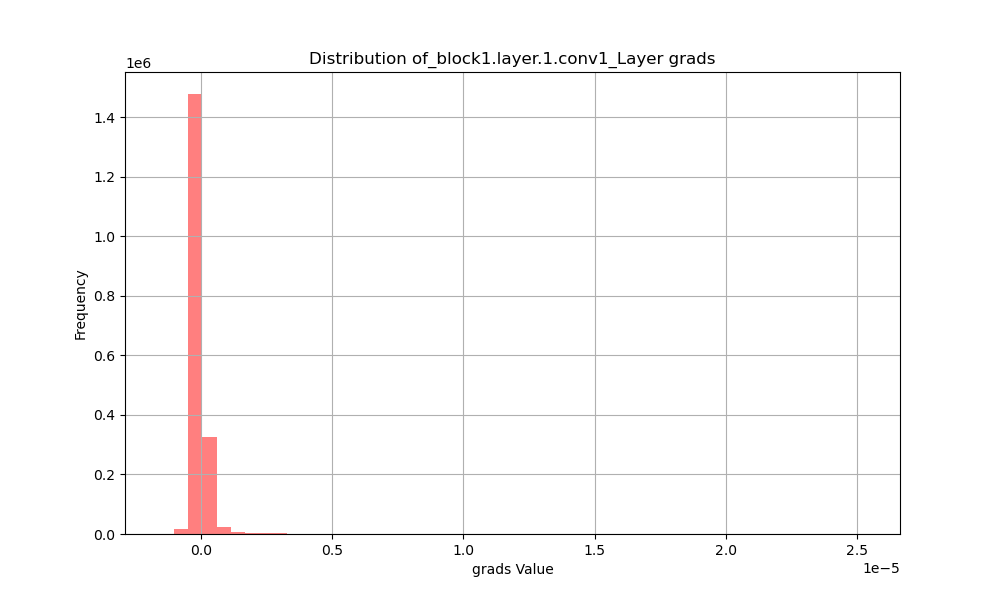 Distribution of_block1.layer.1.conv1_Layer grads
1e6
1.4
1.2
1.0
0.8
0.6
0.4
0.2
0.0
Frequency
0.0 0.5 1.0 1.5 2.0 2.5
1e−5
grads Value